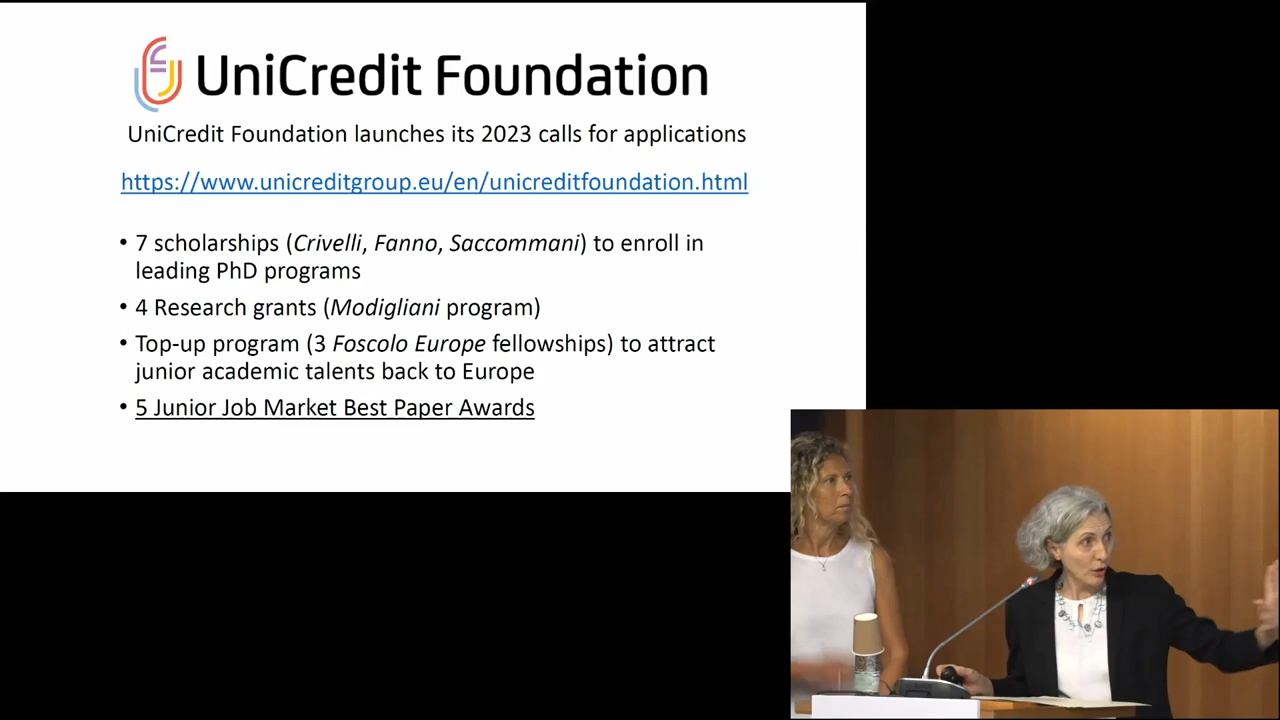 UniCredit Foundation
UniCredit Foundation launches its 2023 calls for applications
https://www.unicreditgroup.eu/en/unicreditfoundation.html
• 7 scholarships (Crivelli, Fanno, Saccommani) to enroll in
leading PhD programs
• 4 Research grants (Modigliani program)
• Top-up program (3 Foscolo Europe fellowships) to attract
junior academic talents back to Europe
• 5 Junior Job Market Best Paper Awards